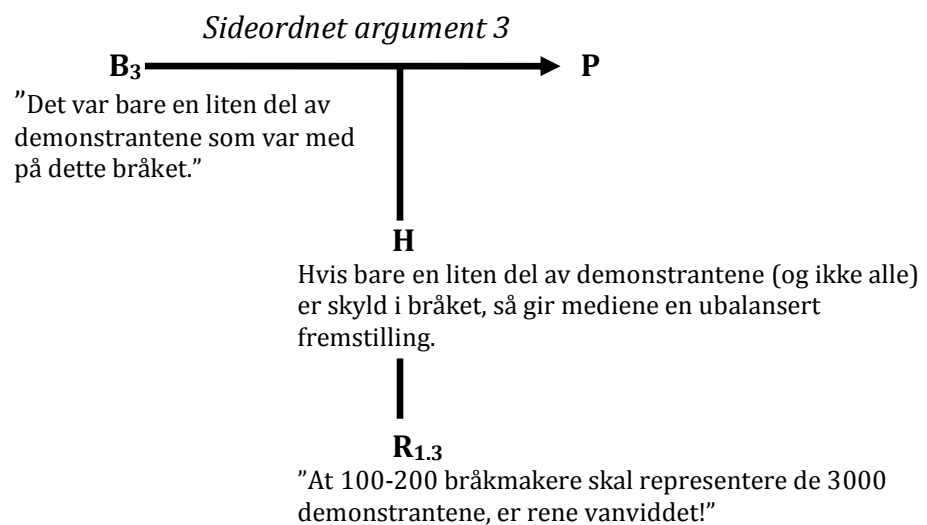 Sideordnet argument 3
B₃ P
”Det var bare en liten del av
demonstrantene som var med
på dette bråket.”
H
Hvis bare en liten del av demonstrantene (og ikke alle)
er skyld i bråket, så gir mediene en ubalansert
fremstilling.
R₁.₃
”At 100-200 bråkmakere skal representere de 3000
demonstrantene, er rene vanviddet!”